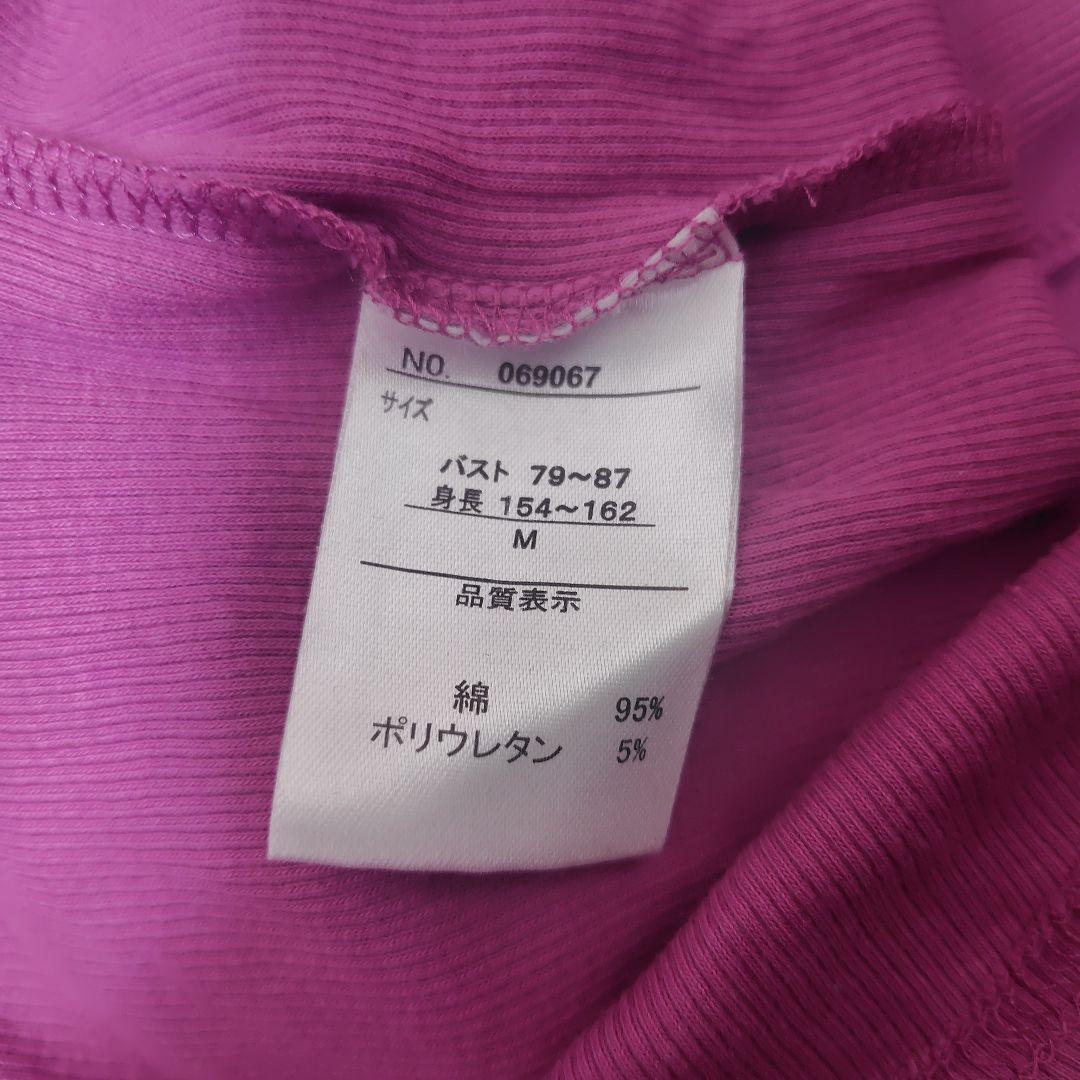 NO. 069067
サイズ
バスト 79～87
身長 154～162
M
品質表示
綿 95%
ポリウレタン 5%